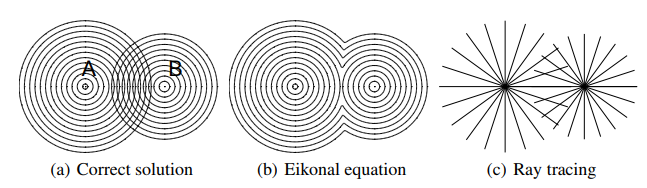 A B
(a) Correct solution (b) Eikonal equation (c) Ray tracing